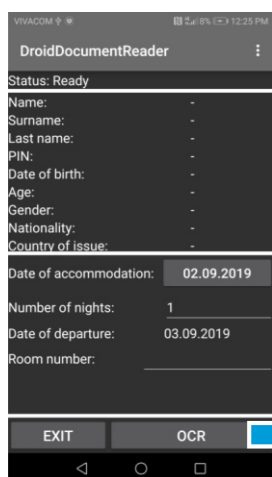 VIVACOM 8% 12:25 PM
DroidDocumentReader
Status: Ready
Name: -
Surname: -
Last name: -
PIN: -
Date of birth: -
Age: -
Gender: -
Nationality: -
Country of issue: -
Date of accommodation: 02.09.2019
Number of nights: 1
Date of departure: 03.09.2019
Room number:
EXIT OCR